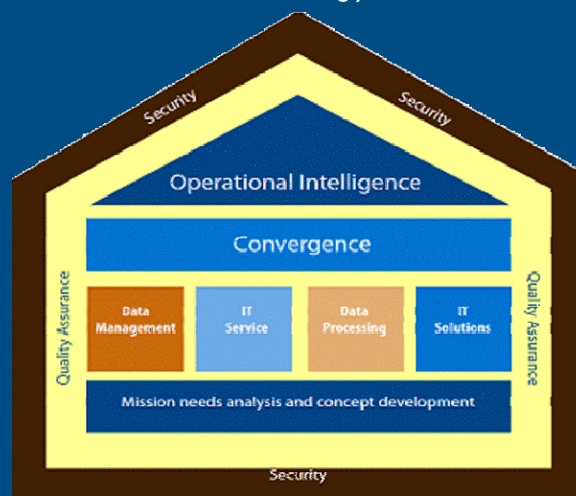 Security
Security
Operational Intelligence
Convergence
Quality Assurance
Quality Assurance
Data
Management
IT
Service
Data
Processing
IT
Solutions
Mission needs analysis and concept development
Security